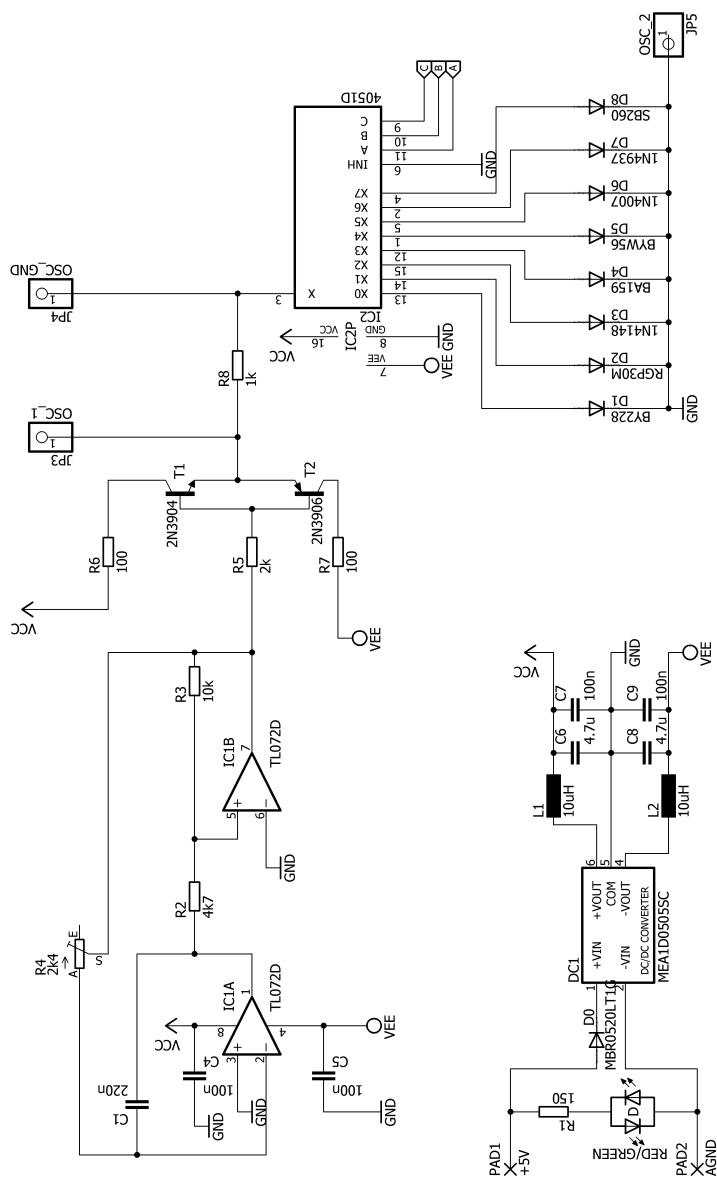 OSC_2
1
JP5
C
B
A
4051D
C
9
B
10
A
11
INH
6
GND
X7
4
X6
2
X5
5
X4
1
X3
12
X2
15
X1
14
X0
13
X
3
IC2
D8
SB260
D7
1N4937
D6
1N4007
D5
BYW56
D4
BA159
D3
1N4148
D2
RGP30M
D1
BY228
GND
OSC_GND
1
JP4
VCC
16
VCC
IC2P
GND
8
GND
VEE
7
VEE
R8
1k
OSC_1
1
JP3
T1
2N3904
T2
2N3906
R6
100
R5
2k
R7
100
VCC
VEE
R3
10k
IC1B
TL072D
7
5
+
6
−
GND
R2
4k7
R4
2k4
A
E
S
IC1A
TL072D
1
8
4
3
+
2
−
VCC
VEE
C4
100n
C5
100n
GND
GND
GND
C1
220n
VCC
GND
VEE
C7
100n
C9
100n
C6
4.7u
C8
4.7u
L1
10uH
L2
10uH
6
5
4
+VOUT
COM
-VOUT
DC1
+VIN
-VIN
DC/DC CONVERTER
MEA1D0505SC
1
2
D0
MBR0520LT1G
R1
150
D
RED/GREEN
PAD1
+5V
PAD2
AGND